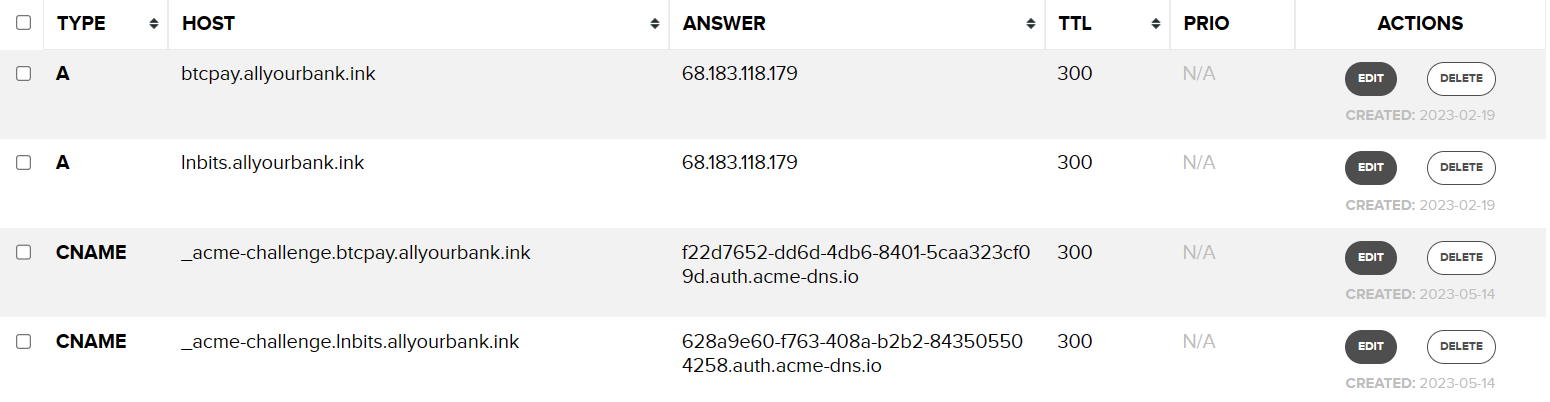 TYPE HOST ANSWER TTL PRIO ACTIONS
A btcpay.allyourbank.ink 68.183.118.179 300 N/A EDIT DELETE
CREATED: 2023-02-19
A lnbits.allyourbank.ink 68.183.118.179 300 N/A EDIT DELETE
CREATED: 2023-02-19
CNAME _acme-challenge.btcpay.allyourbank.ink f22d7652-dd6d-4db6-8401-5caa323cf0 300 N/A EDIT DELETE
9d.auth.acme-dns.io
CREATED: 2023-05-14
CNAME _acme-challenge.lnbits.allyourbank.ink 628a9e60-f763-408a-b2b2-84350550 300 N/A EDIT DELETE
4258.auth.acme-dns.io
CREATED: 2023-05-14